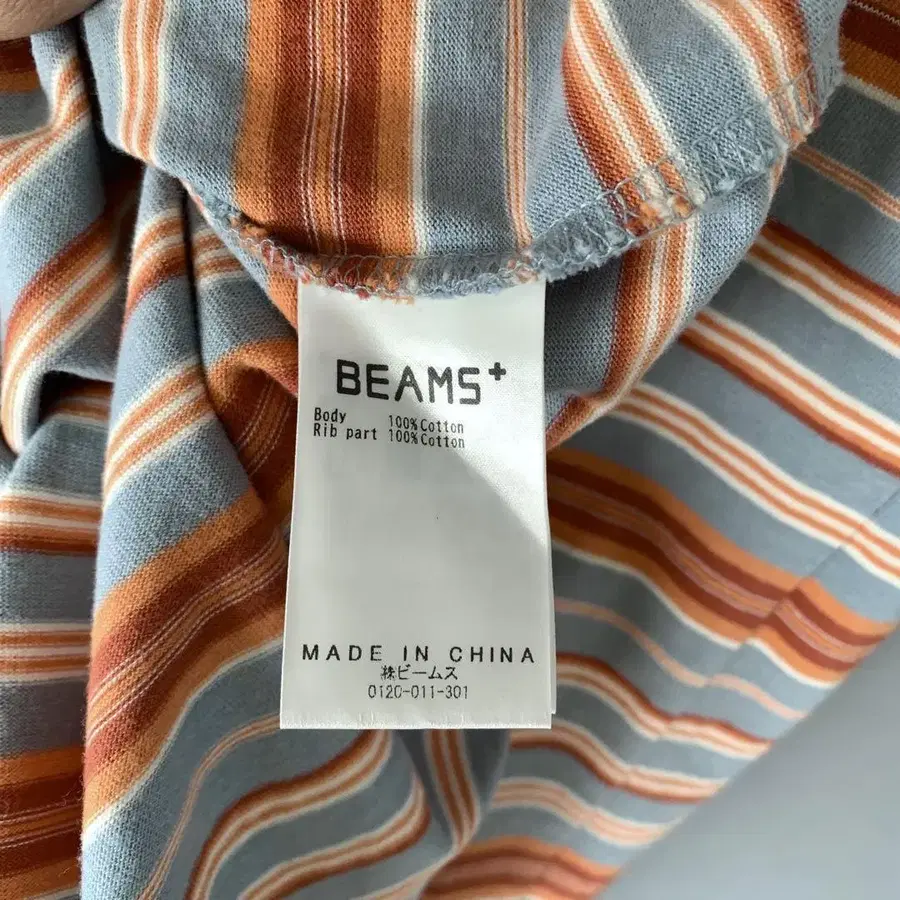 BEAMS+
Body 100%Cotton
Rib part 100%Cotton
MADE IN CHINA
㈱ビームス
0120-011-301